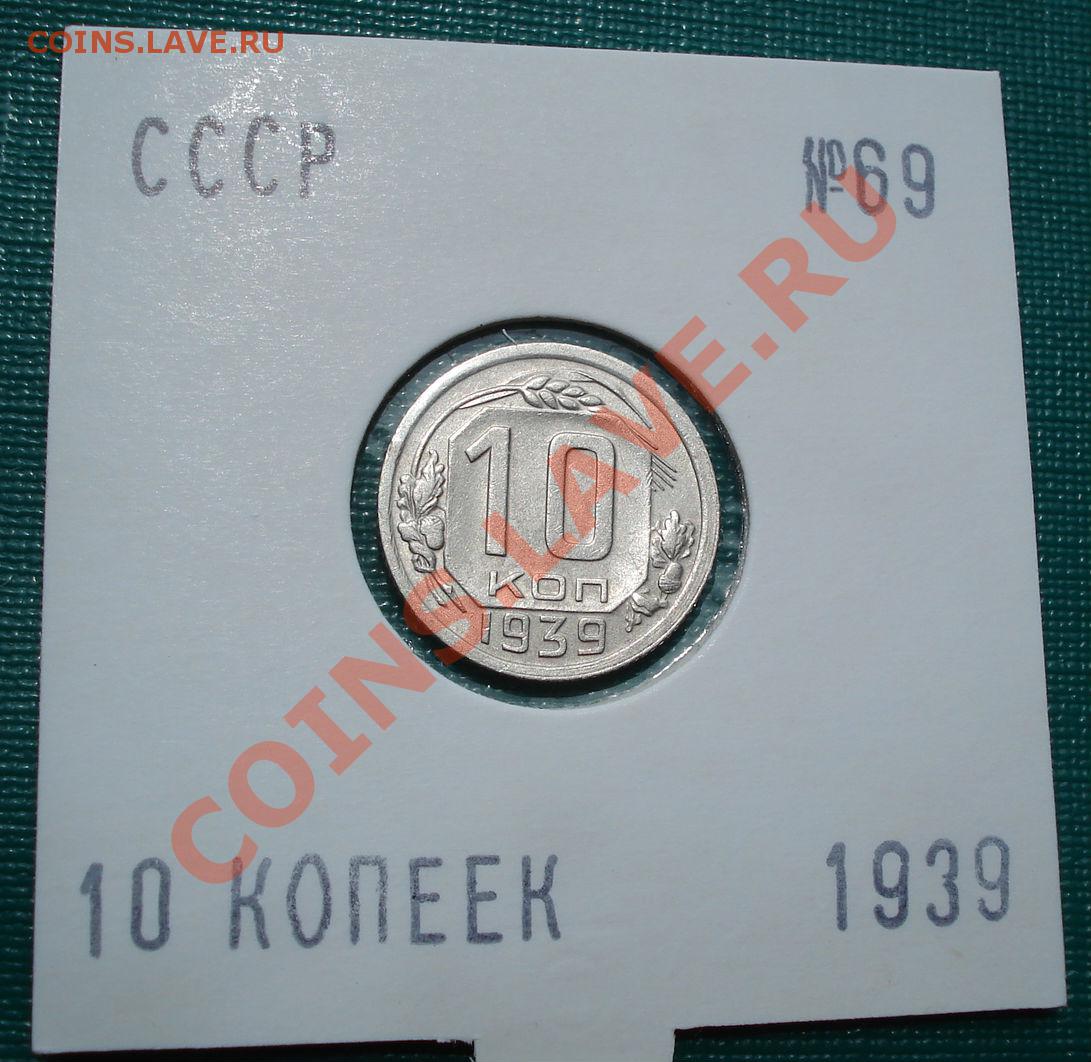 COINS.LAVE.RU
СССР №69
COINS.LAVE.RU
10
КОП
1939
10 КОПЕЕК 1939